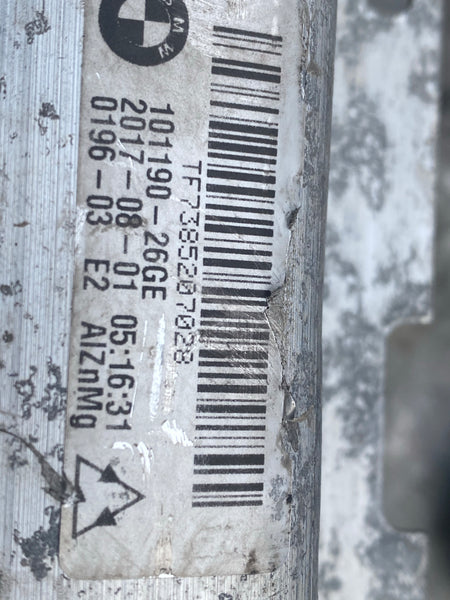 BMW
TF7385207028
101190-26GE
2017-08-01 05:16:31
0196-03 E2 AlZnMg